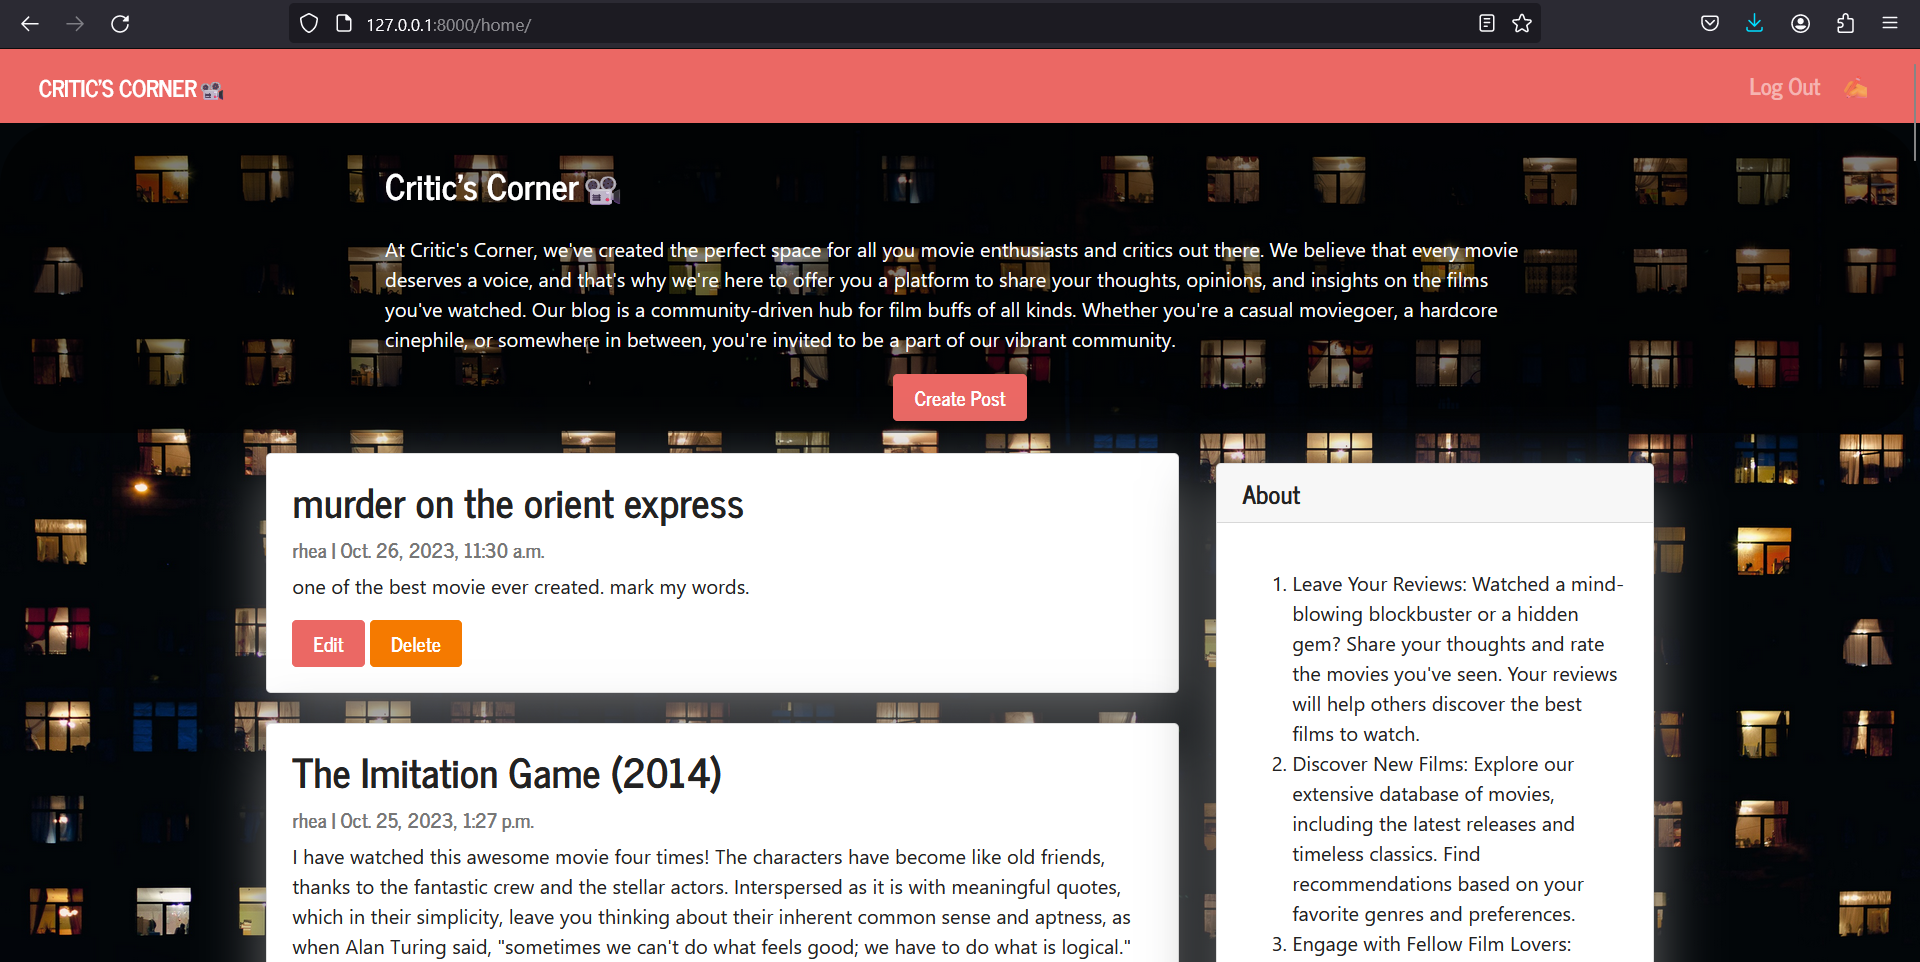 127.0.0.1:8000/home/
CRITIC'S CORNER
Log Out
Critic's Corner
At Critic's Corner, we've created the perfect space for all you movie enthusiasts and critics out there. We believe that every movie
deserves a voice, and that's why we're here to offer you a platform to share your thoughts, opinions, and insights on the films
you've watched. Our blog is a community-driven hub for film buffs of all kinds. Whether you're a casual moviegoer, a hardcore
cinephile, or somewhere in between, you're invited to be a part of our vibrant community.
Create Post
murder on the orient express
rhea | Oct. 26, 2023, 11:30 a.m.
one of the best movie ever created. mark my words.
Edit
Delete
The Imitation Game (2014)
rhea | Oct. 25, 2023, 1:27 p.m.
I have watched this awesome movie four times! The characters have become like old friends,
thanks to the fantastic crew and the stellar actors. Interspersed as it is with meaningful quotes,
which in their simplicity, leave you thinking about their inherent common sense and aptness, as
when Alan Turing said, "sometimes we can't do what feels good; we have to do what is logical."
About
1. Leave Your Reviews: Watched a mind-
blowing blockbuster or a hidden
gem? Share your thoughts and rate
the movies you've seen. Your reviews
will help others discover the best
films to watch.
2. Discover New Films: Explore our
extensive database of movies,
including the latest releases and
timeless classics. Find
recommendations based on your
favorite genres and preferences.
3. Engage with Fellow Film Lovers: